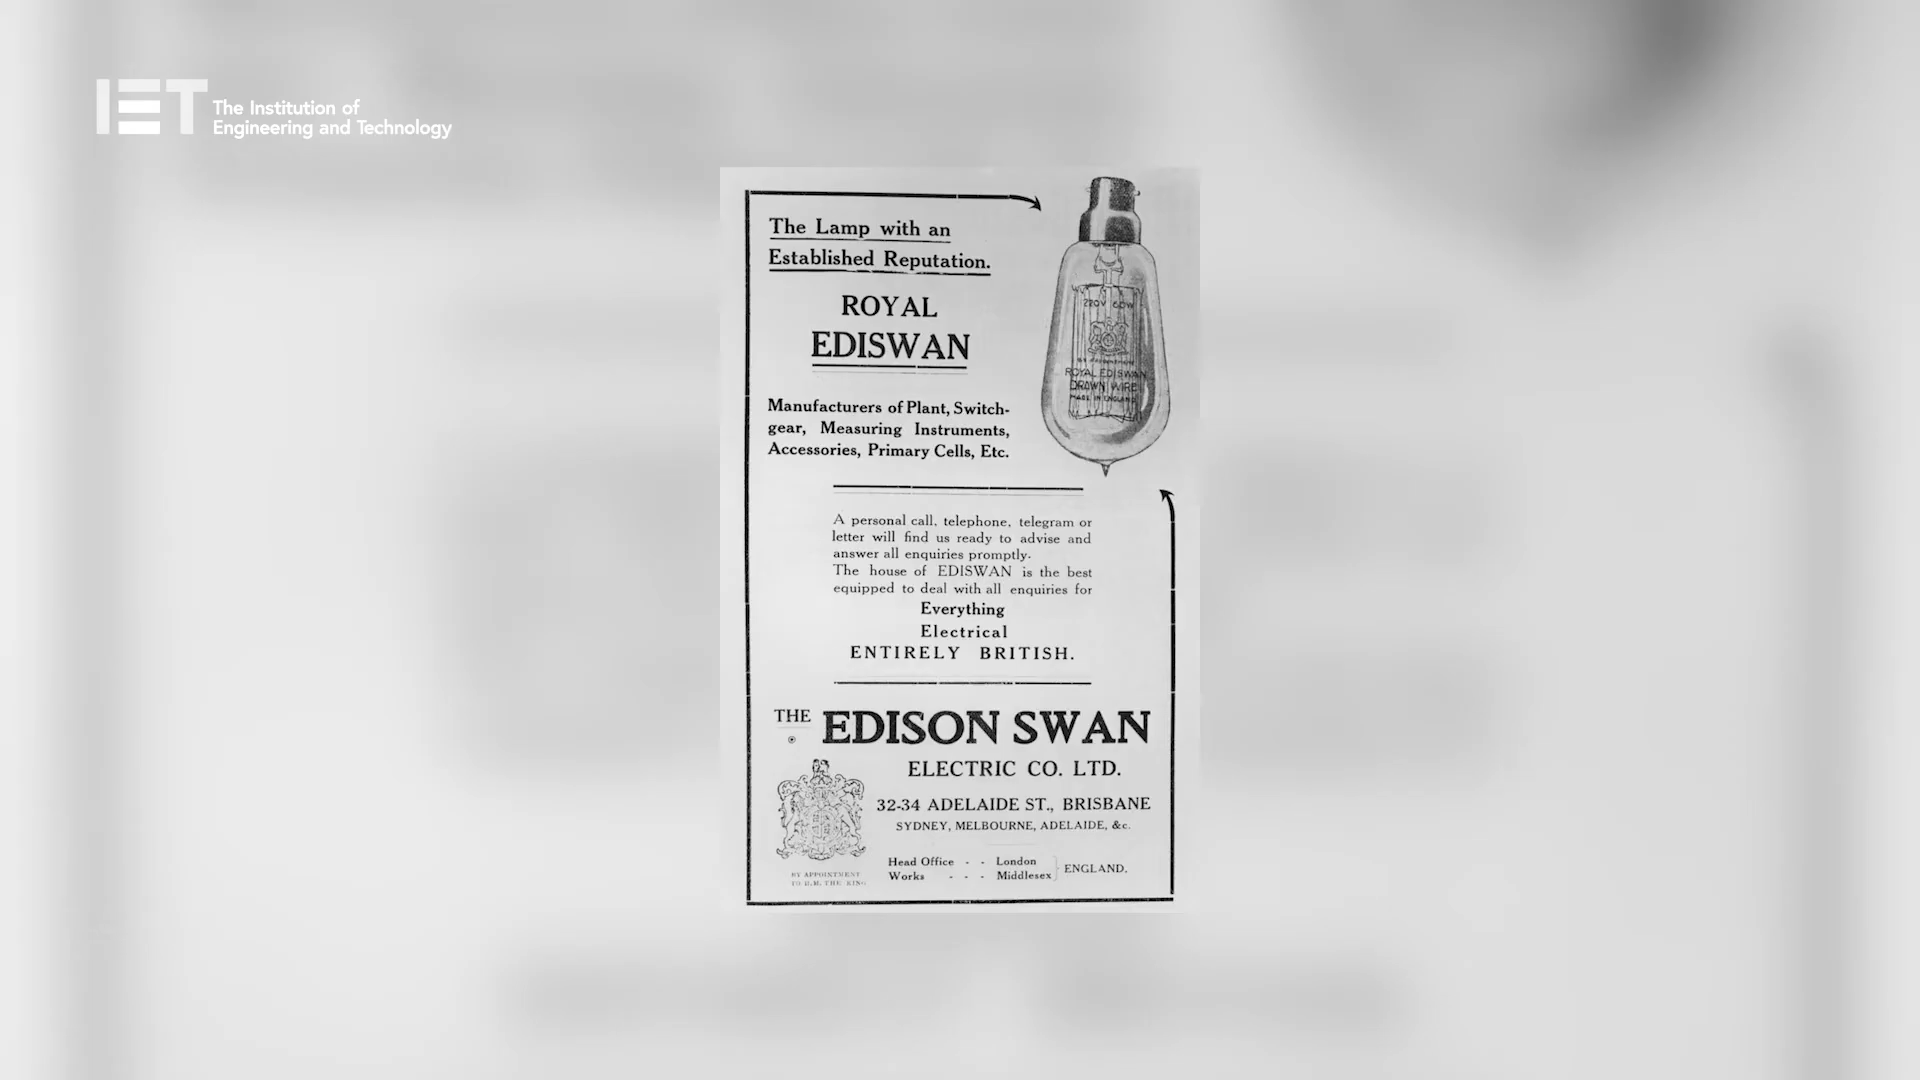 IET The Institution of
Engineering and Technology
The Lamp with an
Established Reputation.
ROYAL
EDISWAN
Manufacturers of Plant, Switch-
gear, Measuring Instruments,
Accessories, Primary Cells, Etc.
220V 60W
ROYAL EDISWAN
DRAWN WIRE
MADE IN ENGLAND
A personal call, telephone, telegram or
letter will find us ready to advise and
answer all enquiries promptly.
The house of EDISWAN is the best
equipped to deal with all enquiries for
Everything
Electrical
ENTIRELY BRITISH.
THE EDISON SWAN
ELECTRIC CO. LTD.
32-34 ADELAIDE ST., BRISBANE
SYDNEY, MELBOURNE, ADELAIDE, &c.
Head Office - - London
Works - - - Middlesex
ENGLAND.
BY APPOINTMENT
TO H.M. THE KING